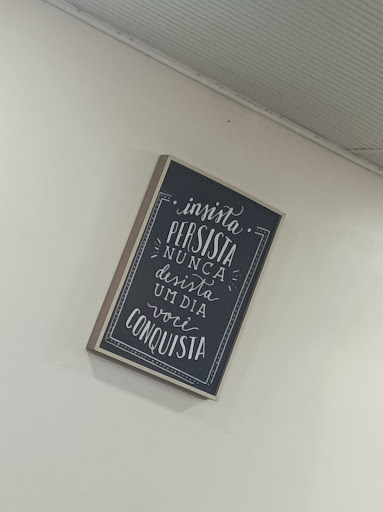 insista
PERSISTA
NUNCA
desista
UM DIA
você
CONQUISTA